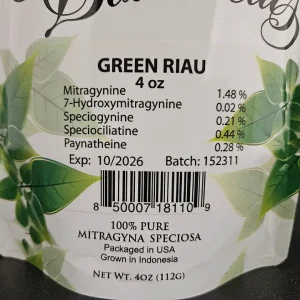 GREEN RIAU
4 oz
Mitragynine 1.48 %
7-Hydroxymitragynine 0.02 %
Speciogynine 0.21 %
Speciociliatine 0.44 %
Paynatheine 0.28 %
Exp: 10/2026 Batch: 152311
8 50007 18110 9
100% PURE
MITRAGYNA SPECIOSA
Packaged in USA
Grown in Indonesia
NET WT. 4OZ (112G)